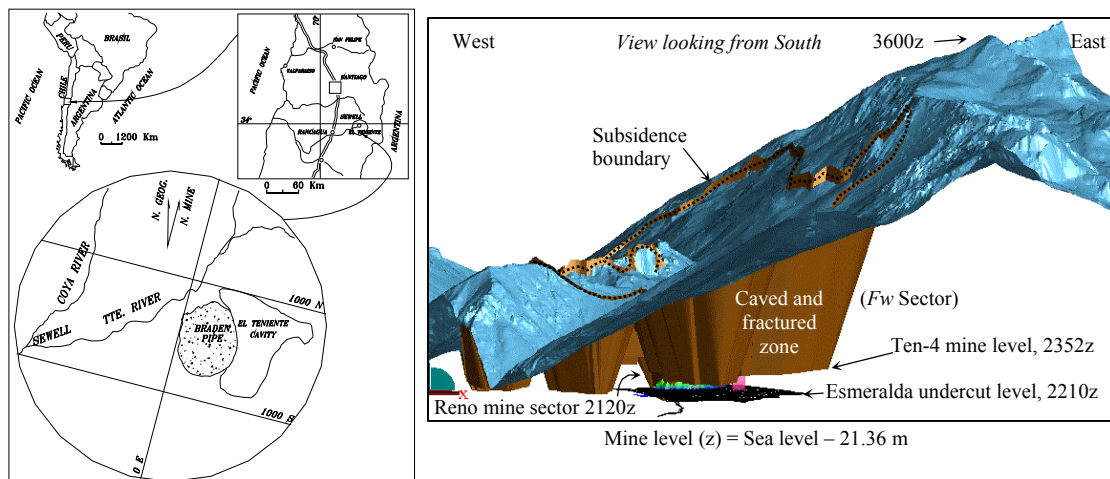 PERU
BRASIL
PACIFIC OCEAN
CHILE
ARGENTINA
ATLANTIC OCEAN
0 1200 Km
70°
SAN FELIPE
PACIFIC OCEAN
VALPARAISO
SANTIAGO
34°
SEWELL
RANCAGUA
EL TENIENTE
ARGENTINA
0 60
Km
N. GEOG.
N. MINE
COYA RIVER
TTE. RIVER
SEWELL
1000 N
BRADEN
PIPE
EL TENIENTE
CAVITY
1000 S
0 E
West
View looking from South
3600z
East
Subsidence
boundary
Caved and
fractured
zone
(Fw Sector)
Ten-4 mine level, 2352z
Esmeralda undercut level, 2210z
Reno mine sector 2120z
X
Mine level (z) = Sea level – 21.36 m